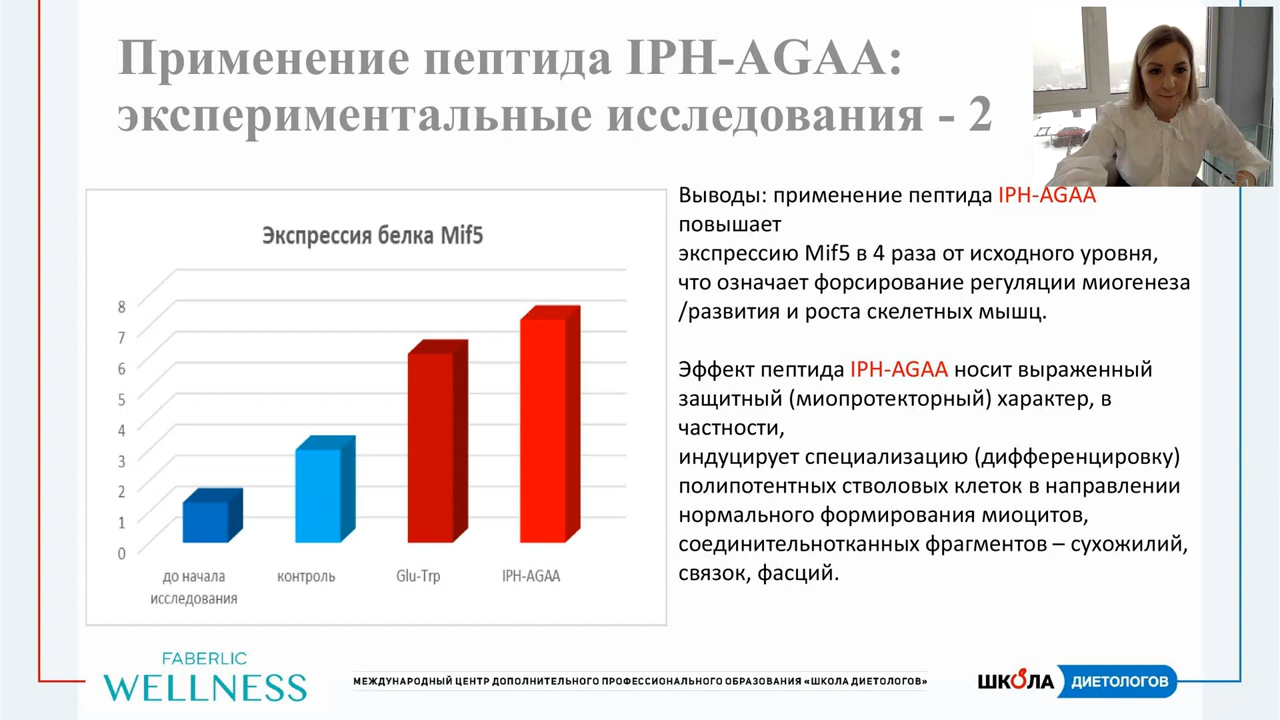 Применение пептида IPH-AGAA:
экспериментальные исследования - 2
Экспрессия белка Mif5
8
7
6
5
4
3
2
1
0
до начала
исследования
контроль
Glu-Trp
IPH-AGAA
Выводы: применение пептида IPH-AGAA
повышает
экспрессию Mif5 в 4 раза от исходного уровня,
что означает форсирование регуляции миогенеза
/развития и роста скелетных мышц.
Эффект пептида IPH-AGAA носит выраженный
защитный (миопротекторный) характер, в
частности,
индуцирует специализацию (дифференцировку)
полипотентных стволовых клеток в направлении
нормального формирования миоцитов,
соединительнотканных фрагментов – сухожилий,
связок, фасций.
FABERLIC
WELLNESS
МЕЖДУНАРОДНЫЙ ЦЕНТР ДОПОЛНИТЕЛЬНОГО ПРОФЕССИОНАЛЬНОГО ОБРАЗОВАНИЯ «ШКОЛА ДИЕТОЛОГОВ»
ШКОЛА ДИЕТОЛОГОВ